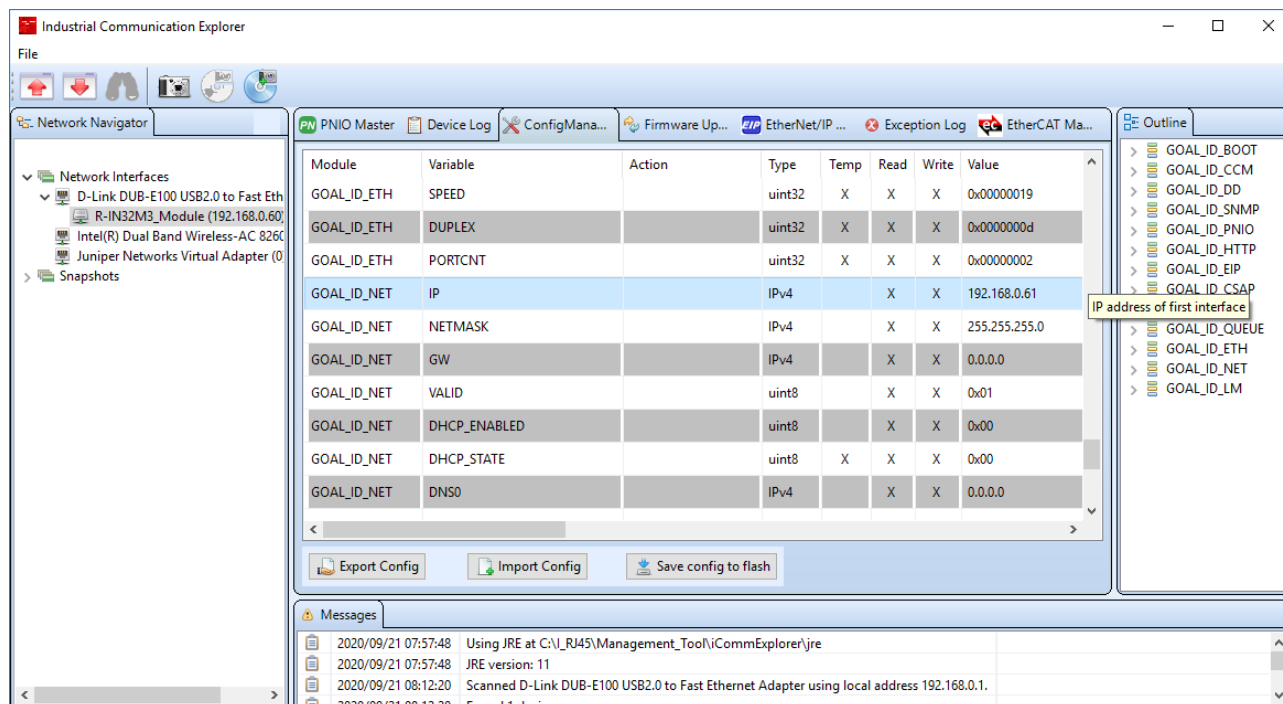 Industrial Communication Explorer
File
Network Navigator
Network Interfaces
D-Link DUB-E100 USB2.0 to Fast Eth
R-IN32M3_Module (192.168.0.60)
Intel(R) Dual Band Wireless-AC 8260
Juniper Networks Virtual Adapter (0
Snapshots
PN PNIO Master Device Log ConfigMana... Firmware Up... EIP EtherNet/IP ... Exception Log EC EtherCAT Ma...
Module Variable Action Type Temp Read Write Value
GOAL_ID_ETH SPEED uint32 X X X 0x00000019
GOAL_ID_ETH DUPLEX uint32 X X X 0x0000000d
GOAL_ID_ETH PORTCNT uint32 X X X 0x00000002
GOAL_ID_NET IP IPv4 X X 192.168.0.61
GOAL_ID_NET NETMASK IPv4 X X 255.255.255.0
GOAL_ID_NET GW IPv4 X X 0.0.0.0
GOAL_ID_NET VALID uint8 X X 0x01
GOAL_ID_NET DHCP_ENABLED uint8 X X 0x00
GOAL_ID_NET DHCP_STATE uint8 X X X 0x00
GOAL_ID_NET DNS0 IPv4 X X 0.0.0.0
Export Config Import Config Save config to flash
Outline
GOAL_ID_BOOT
GOAL_ID_CCM
GOAL_ID_DD
GOAL_ID_SNMP
GOAL_ID_PNIO
GOAL_ID_HTTP
GOAL_ID_EIP
GOAL_ID_CSAP
IP address of first interface
GOAL_ID_QUEUE
GOAL_ID_ETH
GOAL_ID_NET
GOAL_ID_LM
Messages
2020/09/21 07:57:48 Using JRE at C:\I_RJ45\Management_Tool\iCommExplorer\jre
2020/09/21 07:57:48 JRE version: 11
2020/09/21 08:12:20 Scanned D-Link DUB-E100 USB2.0 to Fast Ethernet Adapter using local address 192.168.0.1.